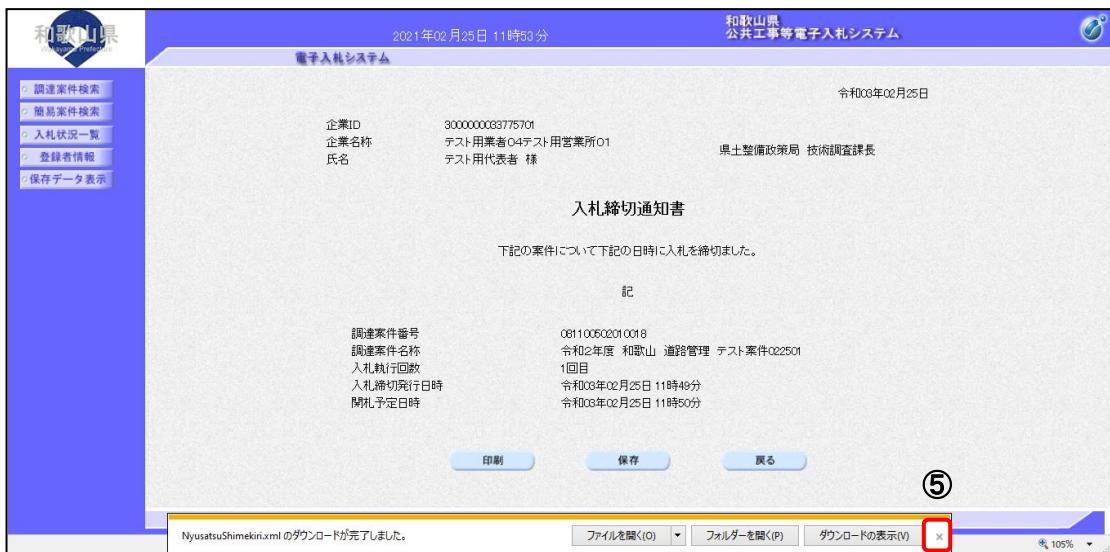 和歌山県
Wakayama Prefecture
2021年02月25日 11時53分
和歌山県
公共工事等電子入札システム
電子入札システム
調達案件検索
簡易案件検索
入札状況一覧
登録者情報
保存データ表示
令和03年02月25日
企業ID 3000000033775701
企業名称 テスト用業者04テスト用営業所01
氏名 テスト用代表者 様
県土整備政策局 技術調査課長
入札締切通知書
下記の案件について下記の日時に入札を締切ました。
記
調達案件番号 081100502010018
調達案件名称 令和2年度 和歌山 道路管理 テスト案件022501
入札執行回数 1回目
入札締切発行日時 令和03年02月25日 11時49分
開札予定日時 令和03年02月25日 11時50分
印刷 保存 戻る
⑤
NyusatsuShimekiri.xml のダウンロードが完了しました。 ファイルを開く(O) フォルダーを開く(P) ダウンロードの表示(V) ×
105%